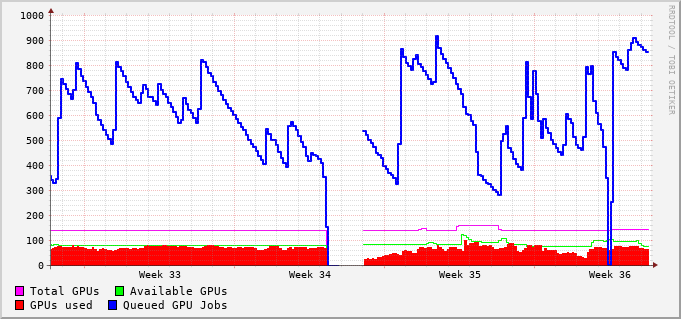 1000
900
800
700
600
500
400
300
200
100
0
Week 33 Week 34 Week 35 Week 36
Total GPUs Available GPUs
GPUs used Queued GPU Jobs
RRDTOOL / TOBI OETIKER